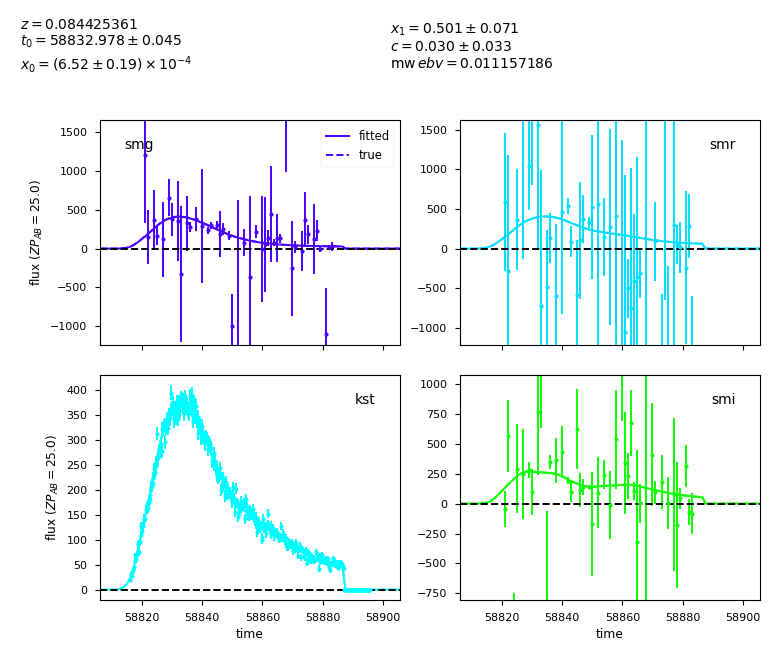 z = 0.084425361
t₀ = 58832.978 ± 0.045
x₀ = (6.52 ± 0.19) × 10⁻⁴
x₁ = 0.501 ± 0.071
c = 0.030 ± 0.033
mw ebv = 0.011157186
smg
fitted
true
1500
1000
500
0
−500
−1000
flux (ZP_AB = 25.0)
smr
1500
1000
500
0
−500
−1000
kst
400
350
300
250
200
150
100
50
0
flux (ZP_AB = 25.0)
58820 58840 58860 58880 58900
time
smi
1000
750
500
250
0
−250
−500
−750
58820 58840 58860 58880 58900
time